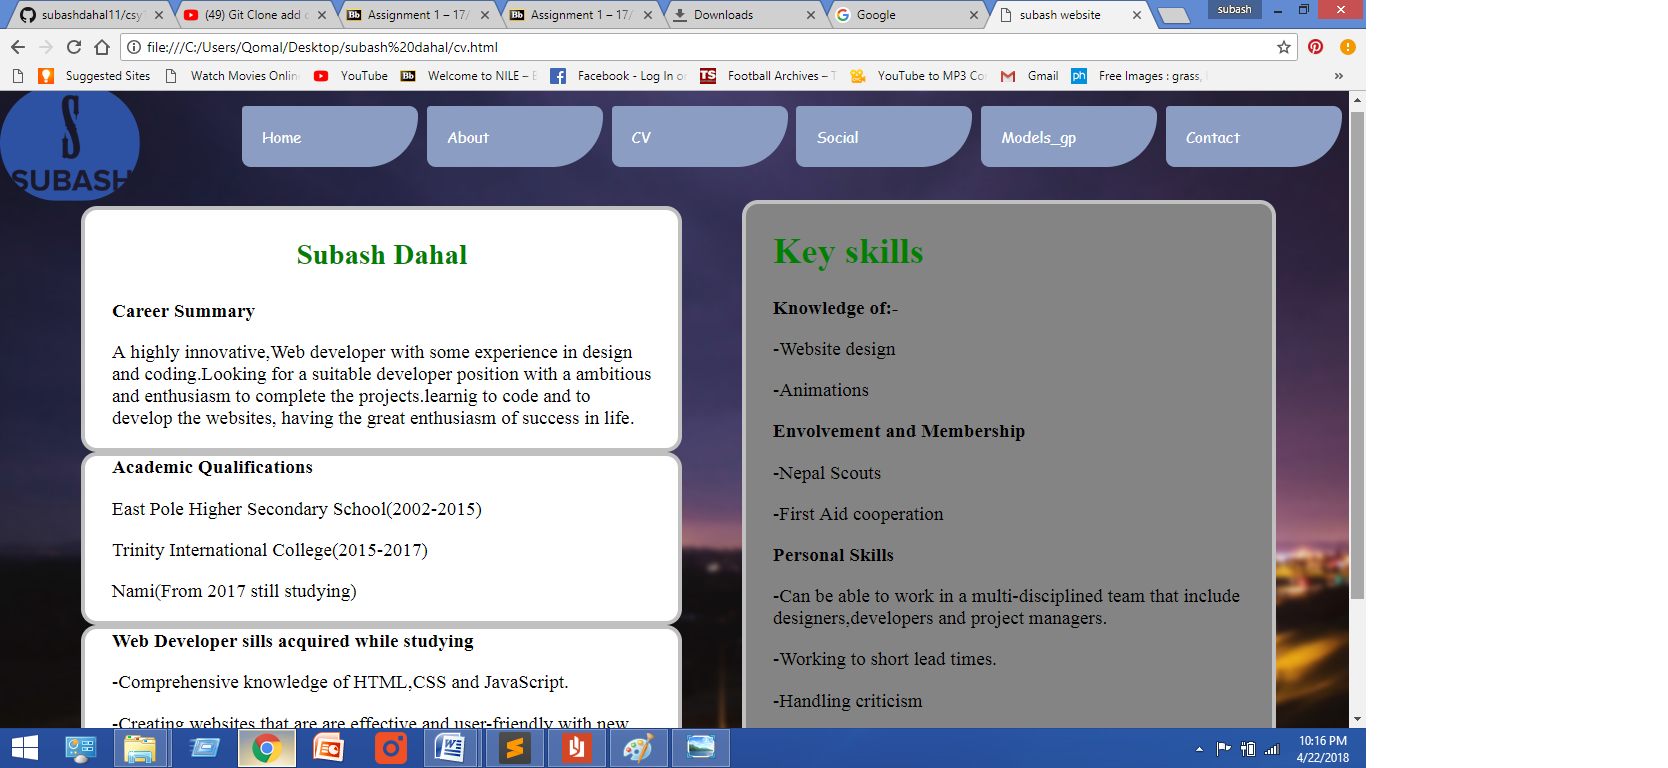 subashdahal11/csy
(49) Git Clone add c
Assignment 1 – 17/
Assignment 1 – 17/
Downloads
Google
subash website
subash
file:///C:/Users/Qomal/Desktop/subash%20dahal/cv.html
Suggested Sites
Watch Movies Onlin
YouTube
Bb
Welcome to NILE – E
Facebook - Log In o
TS
Football Archives – T
YouTube to MP3 Co
Gmail
ph
Free Images : grass,
»
S
SUBASH
Home
About
CV
Social
Models_gp
Contact
Subash Dahal
Career Summary
A highly innovative,Web developer with some experience in design
and coding.Looking for a suitable developer position with a ambitious
and enthusiasm to complete the projects.learnig to code and to
develop the websites, having the great enthusiasm of success in life.
Academic Qualifications
East Pole Higher Secondary School(2002-2015)
Trinity International College(2015-2017)
Nami(From 2017 still studying)
Web Developer sills acquired while studying
-Comprehensive knowledge of HTML,CSS and JavaScript.
-Creating websites that are are effective and user-friendly with new
Key skills
Knowledge of:-
-Website design
-Animations
Envolvement and Membership
-Nepal Scouts
-First Aid cooperation
Personal Skills
-Can be able to work in a multi-disciplined team that include
designers,developers and project managers.
-Working to short lead times.
-Handling criticism
10:16 PM
4/22/2018